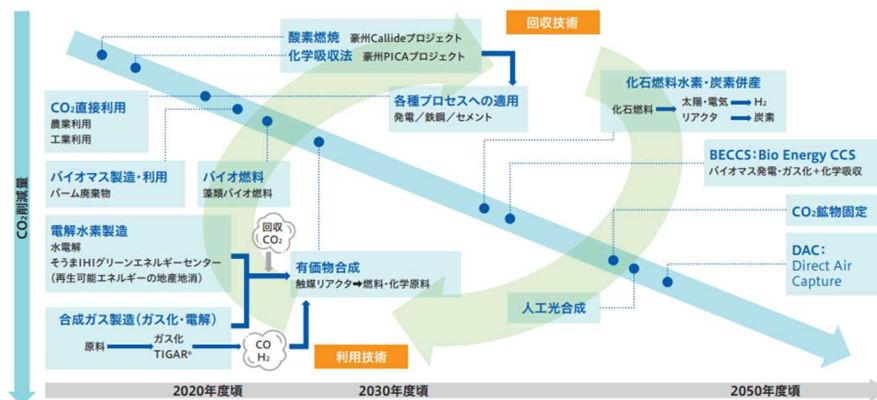 回収技術
酸素燃焼 豪州Callideプロジェクト
化学吸収法 豪州PICAプロジェクト
CO₂直接利用
農業利用
工業利用
各種プロセスへの適用
発電/鉄鋼/セメント
化石燃料水素・炭素併産
化石燃料
太陽・電気
リアクタ
H₂
炭素
バイオマス製造・利用
パーム廃棄物
バイオ燃料
藻類バイオ燃料
BECCS:Bio Energy CCS
バイオマス発電・ガス化+化学吸収
CO₂鉱物固定
DAC:
Direct Air
Capture
電解水素製造
水電解
そうまIHIグリーンエネルギーセンター
(再生可能エネルギーの地産地消)
回収
CO₂
有価物合成
触媒リアクタ➡燃料・化学原料
人工光合成
合成ガス製造(ガス化・電解)
原料
ガス化
TIGAR®
CO
H₂
利用技術
CO₂削減量
2020年度頃
2030年度頃
2050年度頃